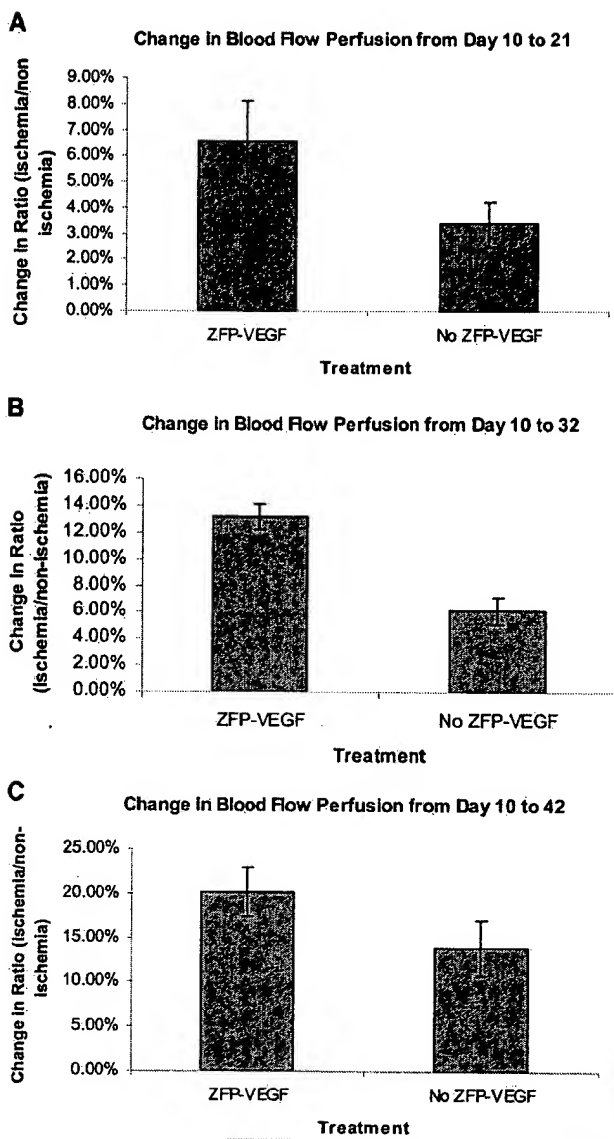 A
Change in Blood Flow Perfusion from Day 10 to 21
Change in Ratio (ischemia/non
ischemia)
9.00%
8.00%
7.00%
6.00%
5.00%
4.00%
3.00%
2.00%
1.00%
0.00%
ZFP-VEGF
No ZFP-VEGF
Treatment
B
Change in Blood Flow Perfusion from Day 10 to 32
Change in Ratio
(ischemia/non-ischemia)
16.00%
14.00%
12.00%
10.00%
8.00%
6.00%
4.00%
2.00%
0.00%
ZFP-VEGF
No ZFP-VEGF
Treatment
C
Change in Blood Flow Perfusion from Day 10 to 42
Change in Ratio (ischemia/non-
ischemia)
25.00%
20.00%
15.00%
10.00%
5.00%
0.00%
ZFP-VEGF
No ZFP-VEGF
Treatment